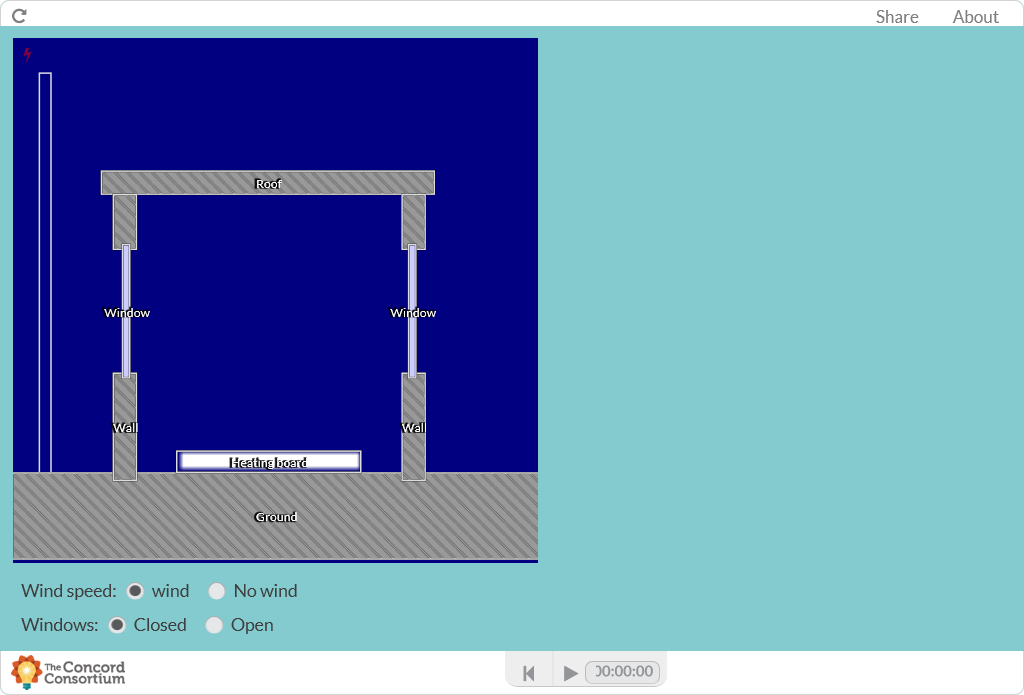 Share About
Roof
Window Window
Wall Wall
Heating board
Ground
Wind speed: wind No wind
Windows: Closed Open
The Concord
Consortium
00:00:00